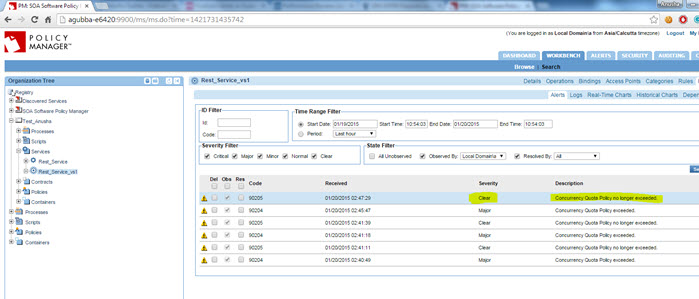 PM: SOA Software Policy
agubba-e6420:9900/ms/ms.do?time=1421731435742
POLICY
MANAGER™
(You are logged in as Local Domain\a from Asia/Calcutta timezone)
Logout
DASHBOARD WORKBENCH ALERTS SECURITY AUDITING
Browse Search
Organization Tree
Registry
Discovered Services
SOA Software Policy Manager
Test_Anusha
Processes
Scripts
Services
Rest_Service
Rest_Service_vs1
Contracts
Policies
Containers
Processes
Scripts
Policies
Containers
Rest_Service_vs1
Details Operations Bindings Access Points Categories Rules
Alerts Logs Real-Time Charts Historical Charts Depen
ID Filter
Id:
Code:
Time Range Filter
Start Date: 01/19/2015 Start Time: 10:54:03 End Date: 01/20/2015 End Time: 10:54:03
Period: Last hour
Severity Filter
Critical Major Minor Normal Clear
State Filter
All Unobserved Observed By: Local Domain\a Resolved By: All
Del Obs Res Code Received Severity Description
90205 01/20/2015 02:47:29 Clear Concurrency Quota Policy no longer exceeded.
90204 01/20/2015 02:45:47 Major Concurrency Quota Policy exceeded.
90205 01/20/2015 02:41:39 Clear Concurrency Quota Policy no longer exceeded.
90204 01/20/2015 02:41:18 Major Concurrency Quota Policy exceeded.
90205 01/20/2015 02:41:11 Clear Concurrency Quota Policy no longer exceeded.
90204 01/20/2015 02:40:49 Major Concurrency Quota Policy exceeded.